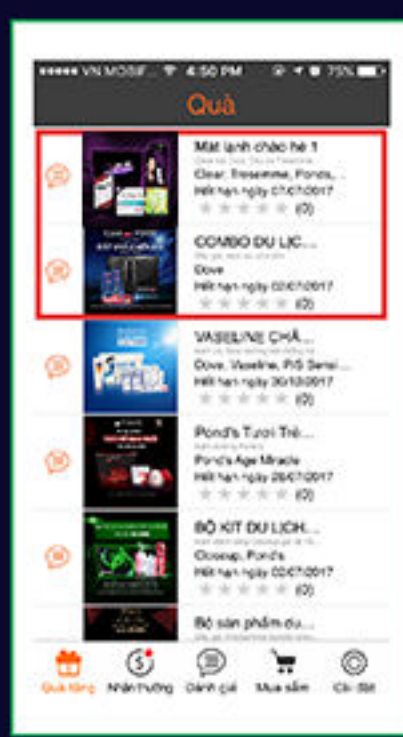 VN MOBIF... 4:50 PM 75%
Quà
Mát lạnh chào hè 1
Clear, Tresemme, Ponds,...
Hết hạn ngày 07/07/2017
(0)
COMBO DU LỊC...
Dove
Hết hạn ngày 02/07/2017
(0)
VASELINE CHĂ...
Dove, Vaseline, P/S Sensi...
Hết hạn ngày 30/10/2017
(0)
Pond's Tươi Trẻ...
Pond's Age Miracle
Hết hạn ngày 28/07/2017
(0)
BỘ KIT DU LỊCH...
Closeup, Pond's
Hết hạn ngày 02/07/2017
(0)
Bộ sản phẩm du...
Quà tặng Nhận thưởng Đánh giá Mua sắm Cài đặt